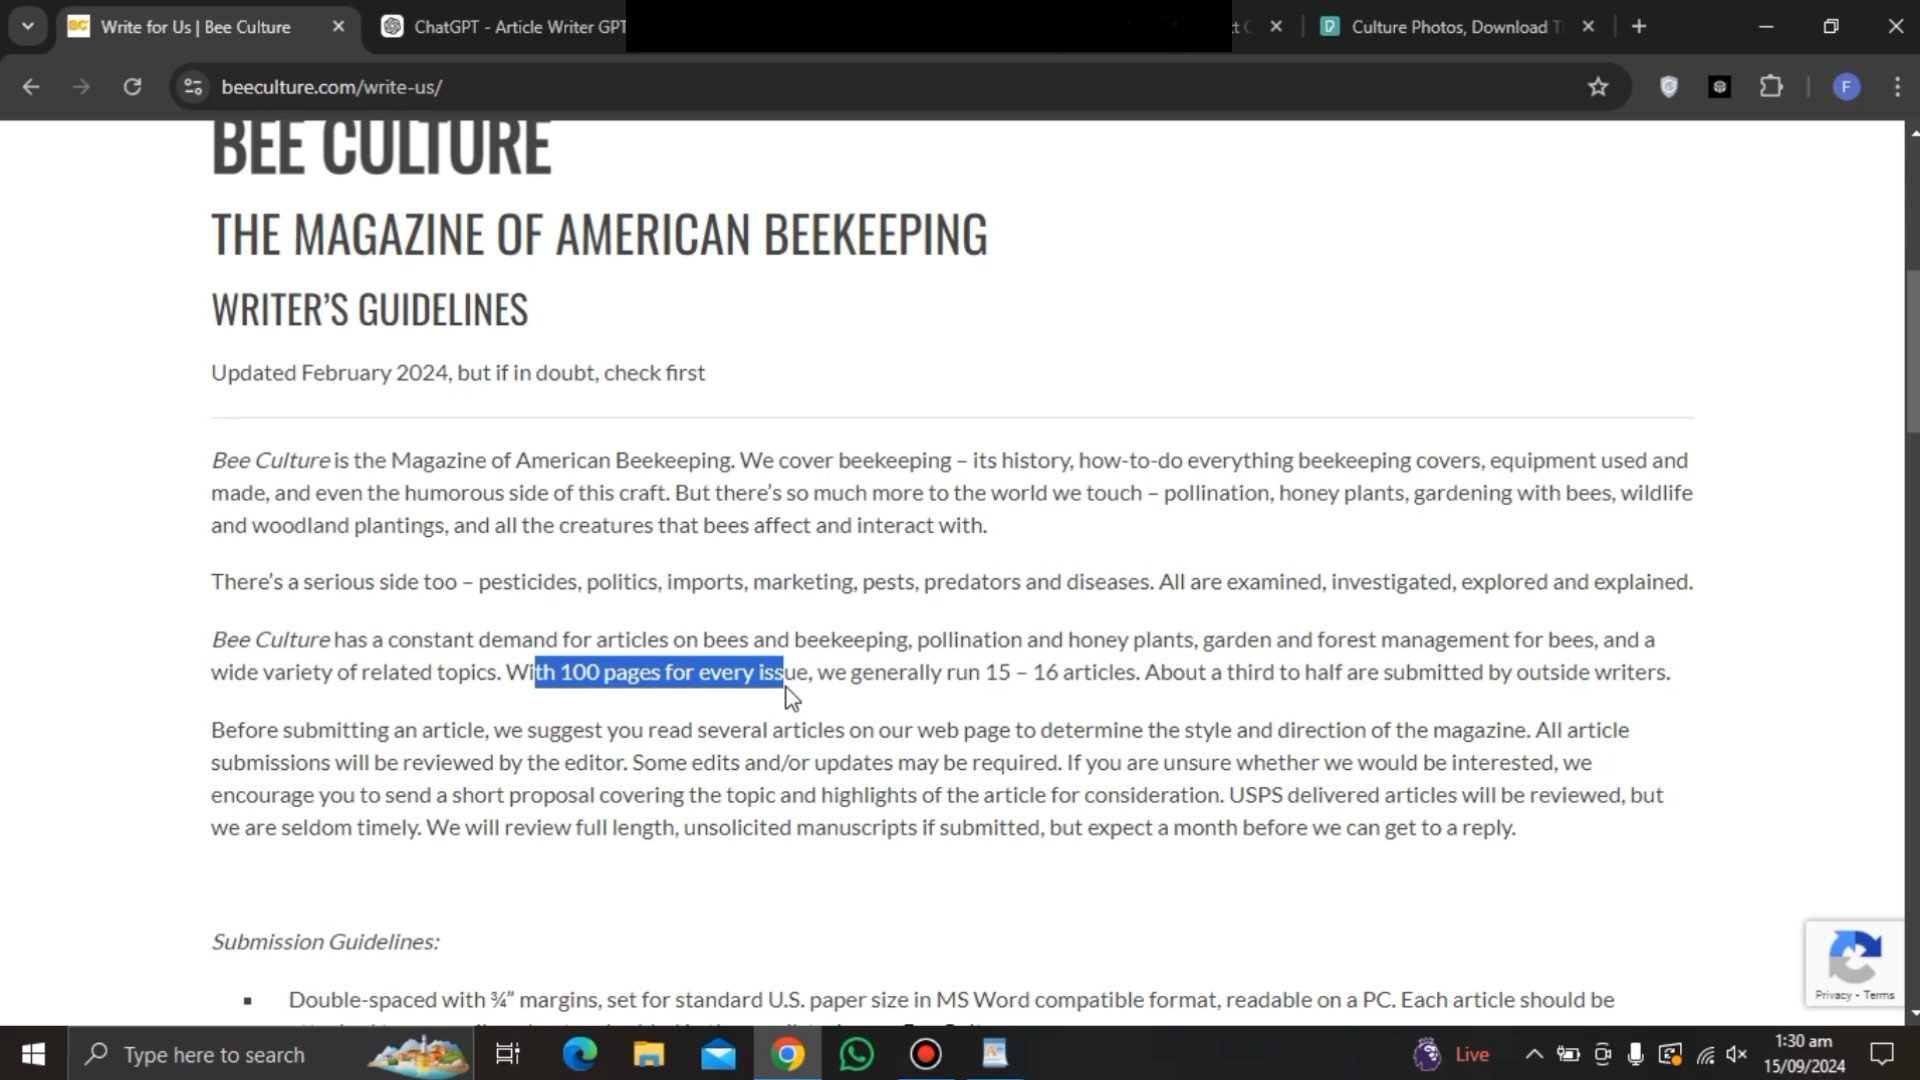 Write for Us | Bee Culture
ChatGPT - Article Writer GPT
Culture Photos, Download
beeculture.com/write-us/
F
BEE CULTURE
THE MAGAZINE OF AMERICAN BEEKEEPING
WRITER'S GUIDELINES
Updated February 2024, but if in doubt, check first
Bee Culture is the Magazine of American Beekeeping. We cover beekeeping – its history, how-to-do everything beekeeping covers, equipment used and
made, and even the humorous side of this craft. But there's so much more to the world we touch – pollination, honey plants, gardening with bees, wildlife
and woodland plantings, and all the creatures that bees affect and interact with.
There's a serious side too – pesticides, politics, imports, marketing, pests, predators and diseases. All are examined, investigated, explored and explained.
Bee Culture has a constant demand for articles on bees and beekeeping, pollination and honey plants, garden and forest management for bees, and a
wide variety of related topics. With 100 pages for every issue, we generally run 15 – 16 articles. About a third to half are submitted by outside writers.
Before submitting an article, we suggest you read several articles on our web page to determine the style and direction of the magazine. All article
submissions will be reviewed by the editor. Some edits and/or updates may be required. If you are unsure whether we would be interested, we
encourage you to send a short proposal covering the topic and highlights of the article for consideration. USPS delivered articles will be reviewed, but
we are seldom timely. We will review full length, unsolicited manuscripts if submitted, but expect a month before we can get to a reply.
Submission Guidelines:
Double-spaced with ¾" margins, set for standard U.S. paper size in MS Word compatible format, readable on a PC. Each article should be
Privacy - Terms
Type here to search
Live
1:30 am
15/09/2024